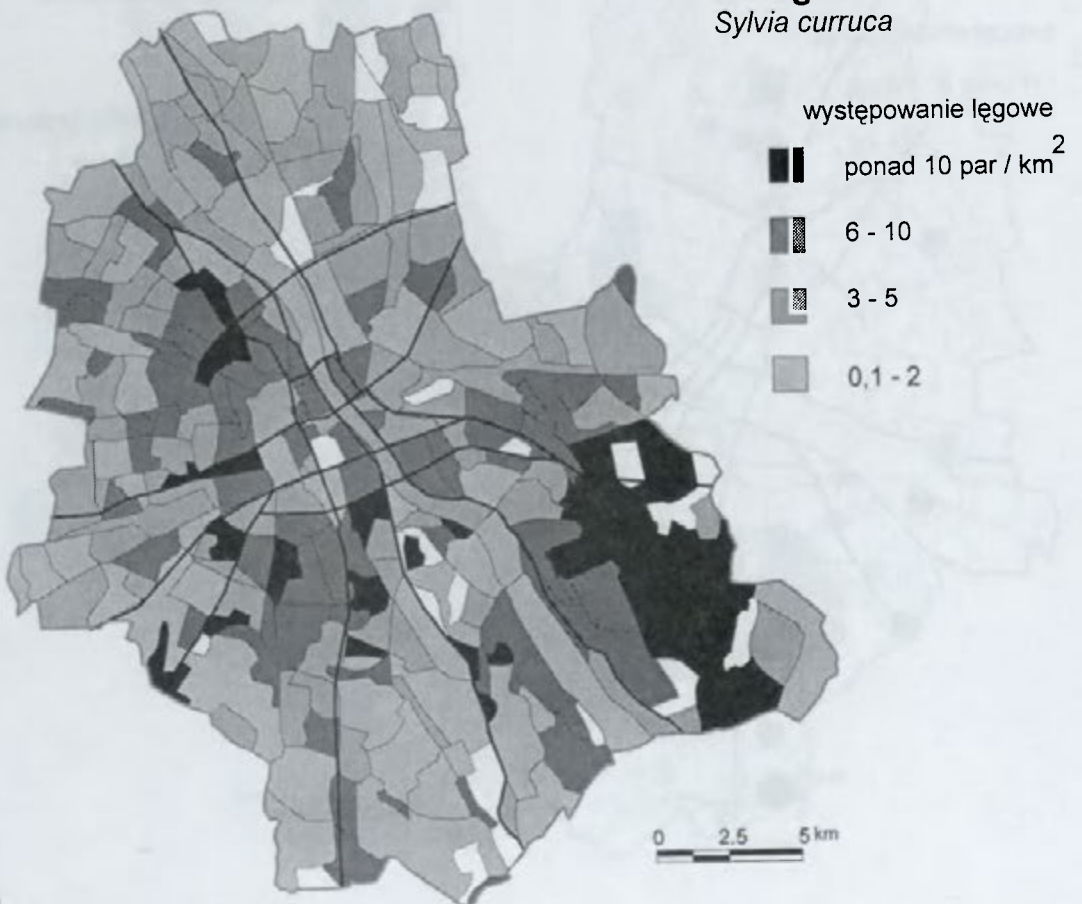 Sylvia curruca
występowanie lęgowe
ponad 10 par / km²
6 - 10
3 - 5
0,1 - 2
0 2.5 5 km